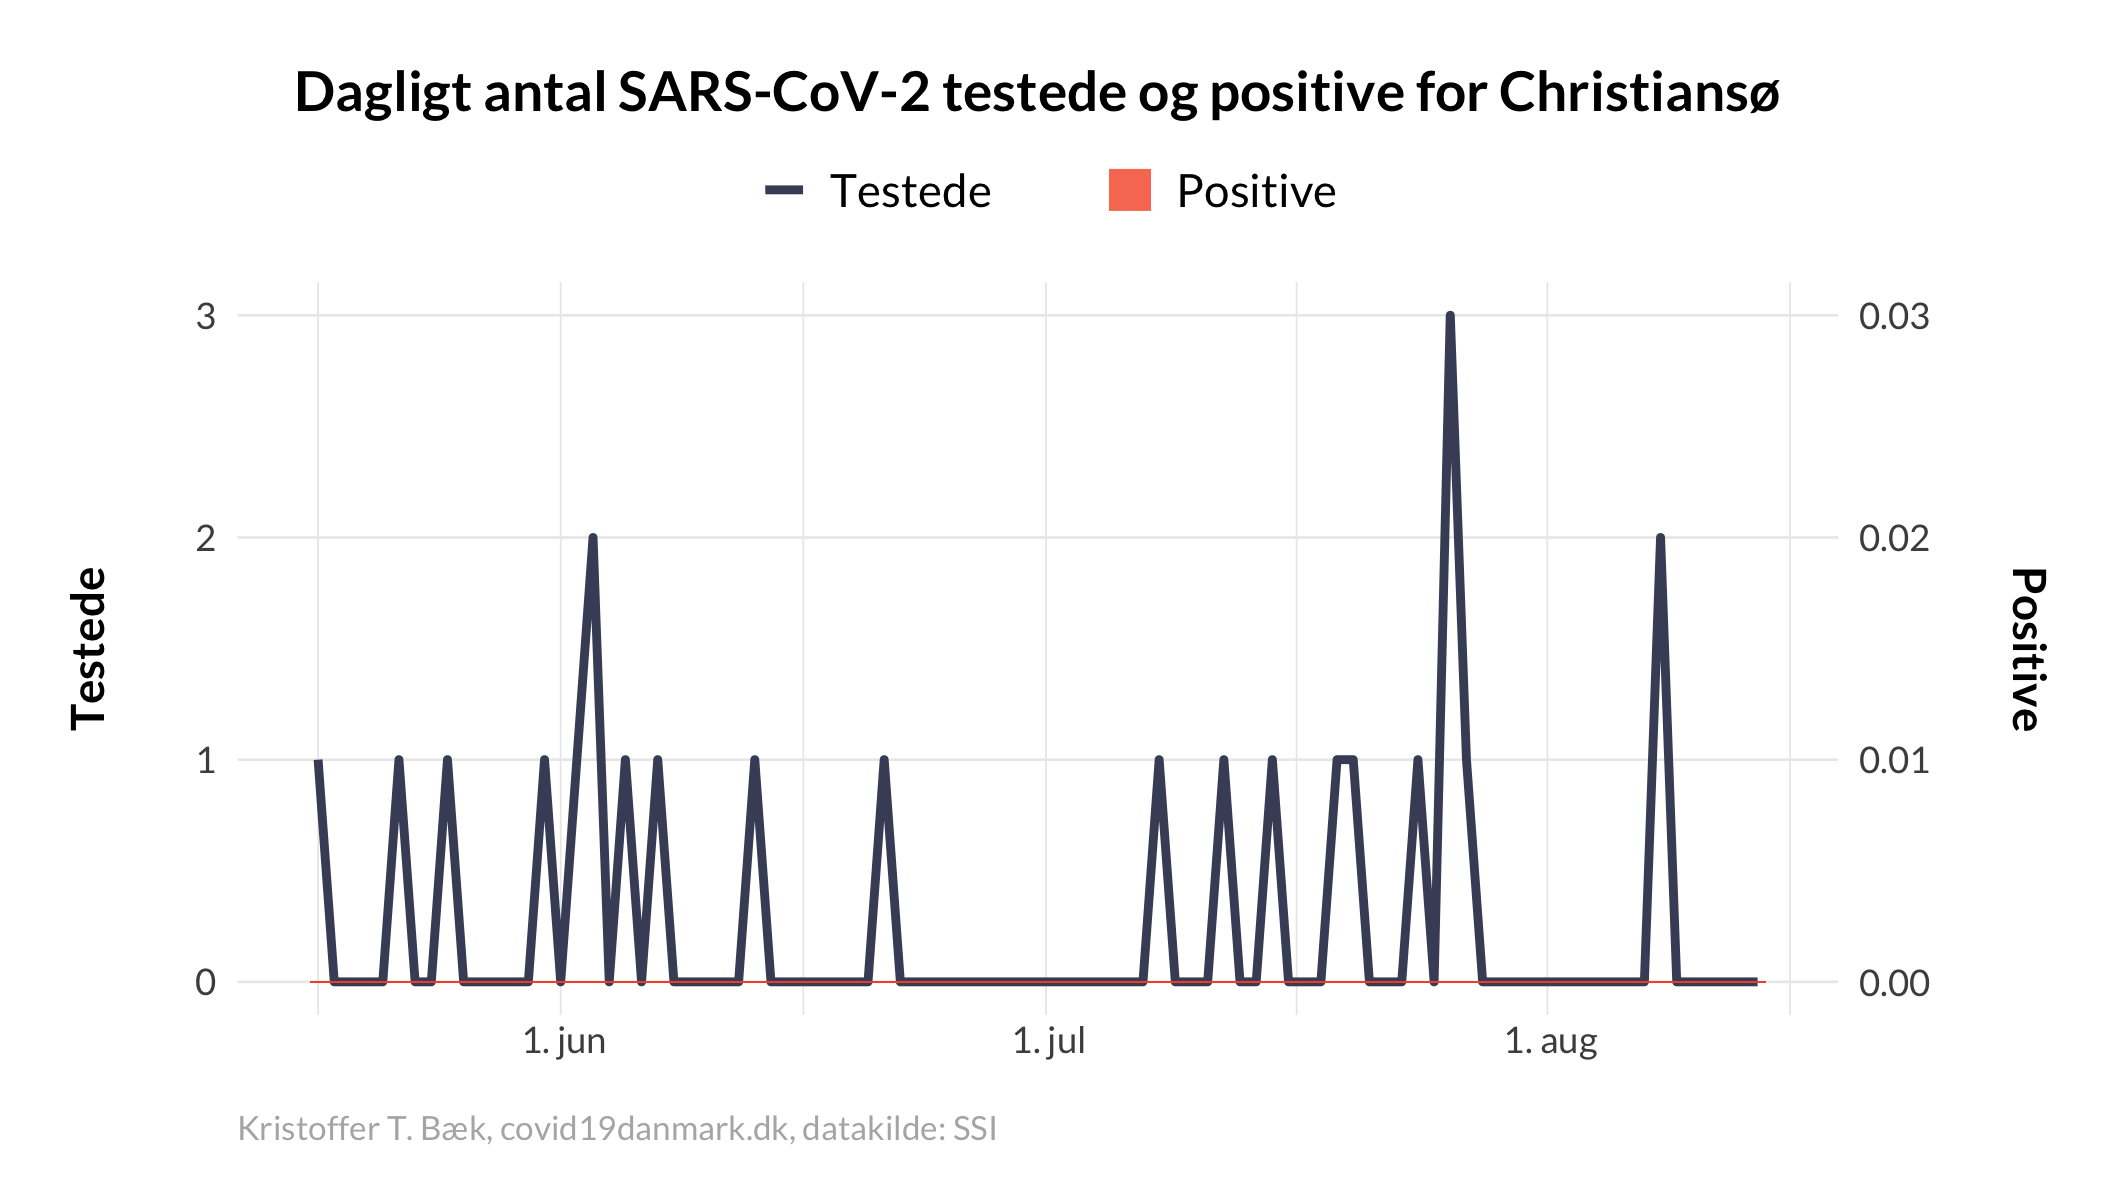 Dagligt antal SARS-CoV-2 testede og positive for Christiansø
Testede
Positive
3
2
1
0
Testede
0.03
0.02
0.01
0.00
Positive
1. jun
1. jul
1. aug
Kristoffer T. Bæk, covid19danmark.dk, datakilde: SSI